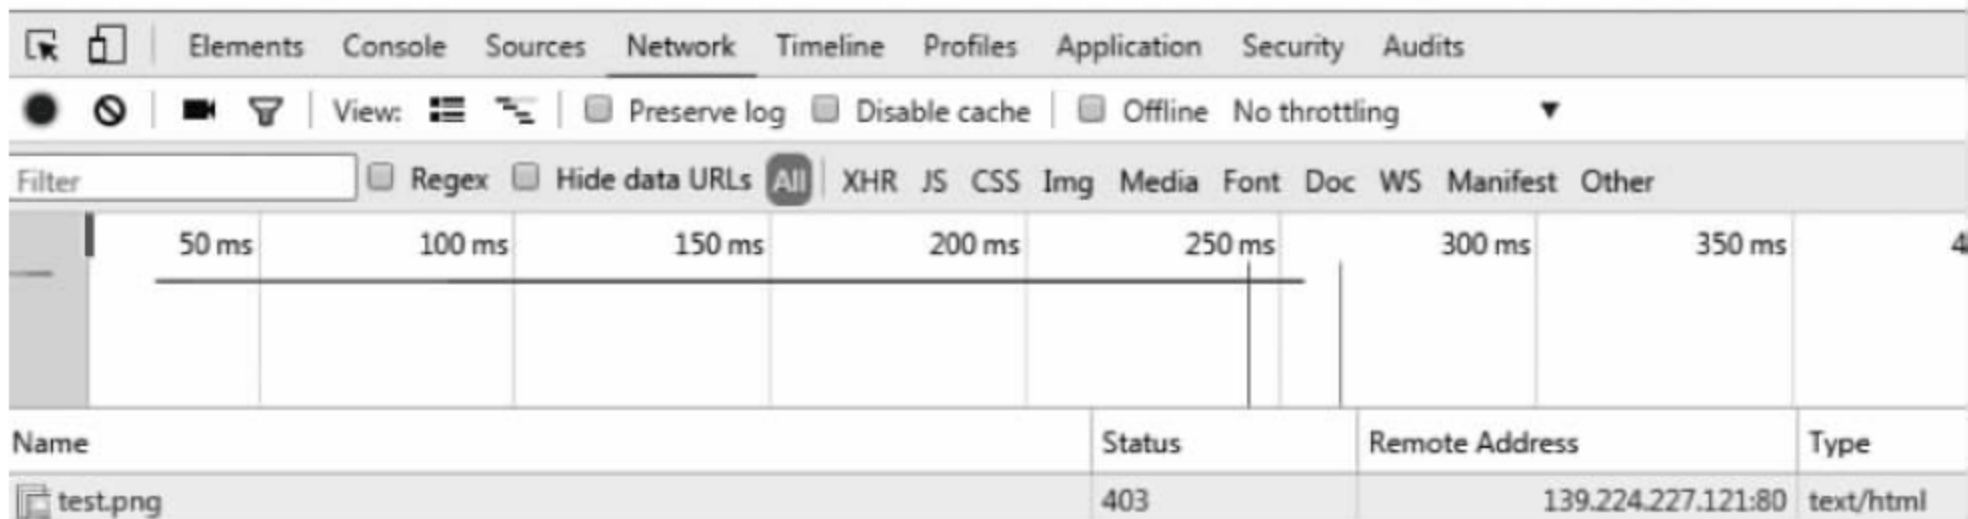 Elements Console Sources Network Timeline Profiles Application Security Audits
View: Preserve log Disable cache Offline No throttling
Filter Regex Hide data URLs All XHR JS CSS Img Media Font Doc WS Manifest Other
50 ms 100 ms 150 ms 200 ms 250 ms 300 ms 350 ms 4
Name Status Remote Address Type
test.png 403 139.224.227.121:80 text/html